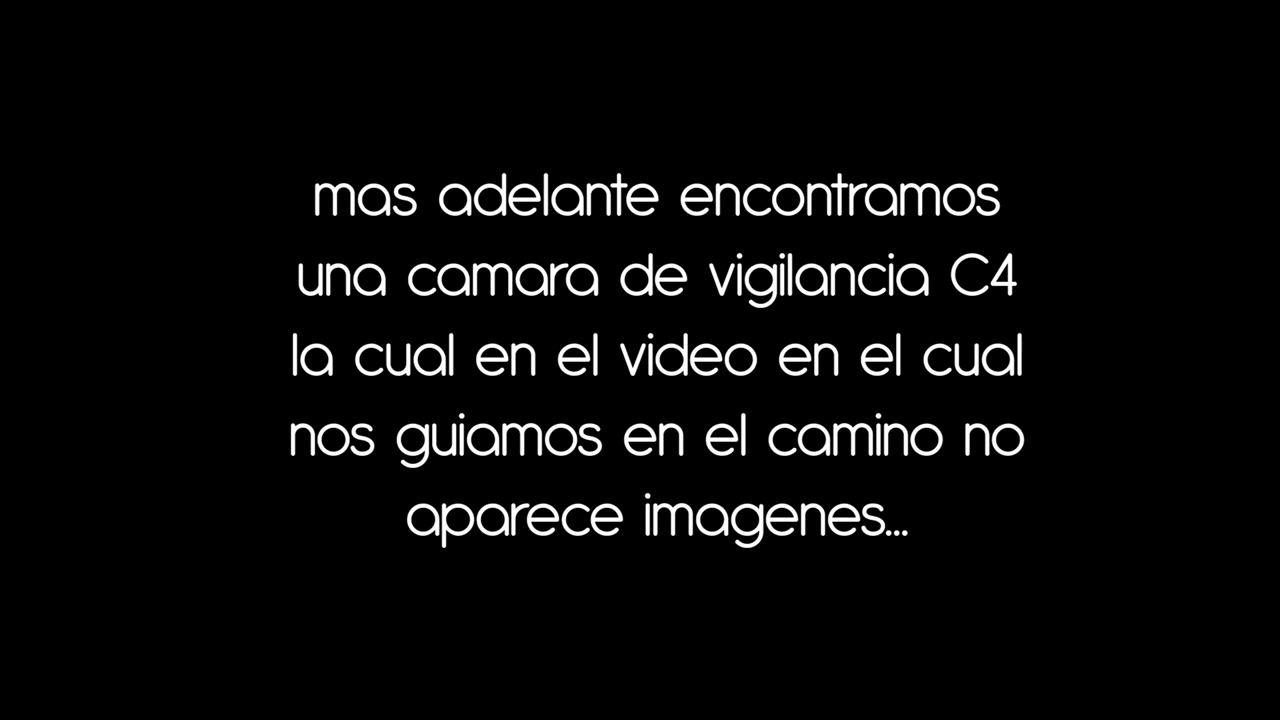 mas adelante encontramos
una camara de vigilancia C4
la cual en el video en el cual
nos guiamos en el camino no
aparece imagenes...